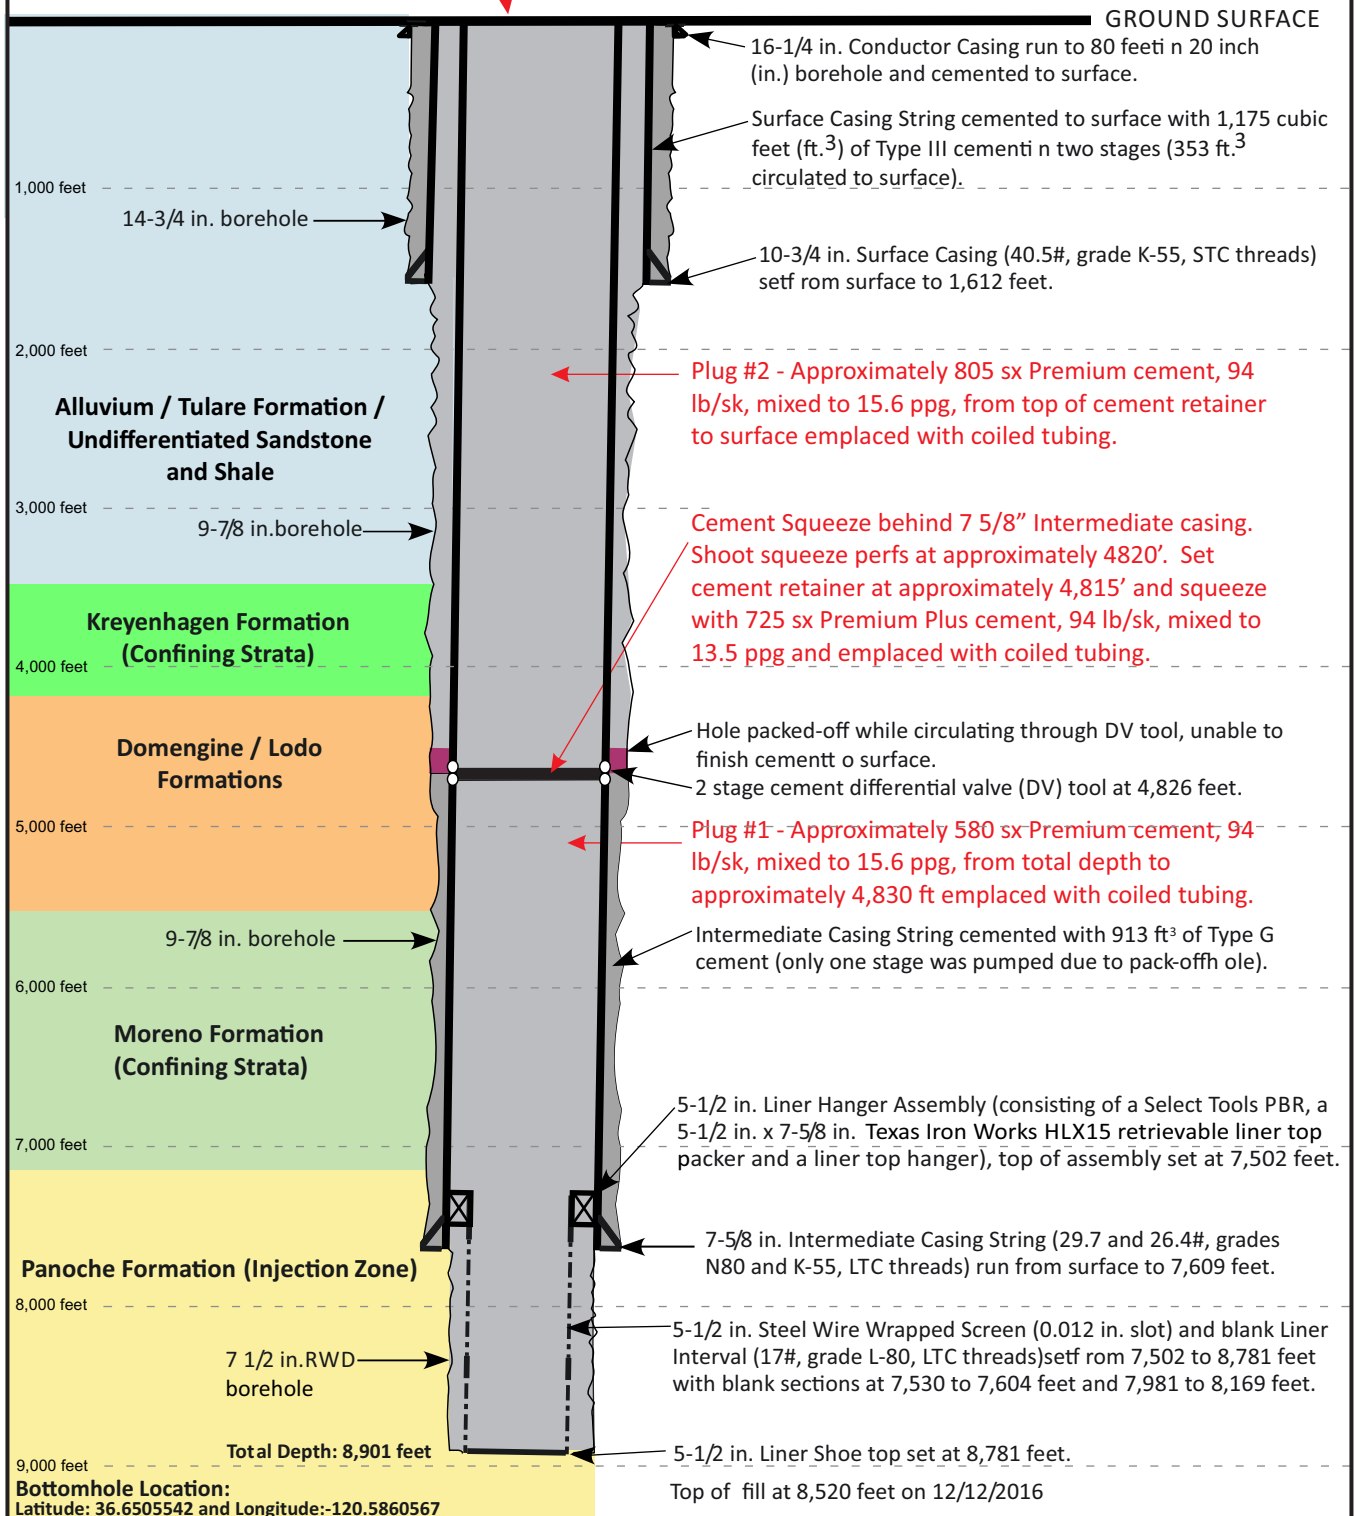 GROUND SURFACE
16-1/4 in. Conductor Casing run to 80 feeti n 20 inch
(in.) borehole and cemented to surface.
Surface Casing String cemented to surface with 1,175 cubic
feet (ft.3) of Type III cementi n two stages (353 ft.3
circulated to surface).
1,000 feet
14-3/4 in. borehole
10-3/4 in. Surface Casing (40.5#, grade K-55, STC threads)
setf rom surface to 1,612 feet.
2,000 feet
Plug #2 - Approximately 805 sx Premium cement, 94
lb/sk, mixed to 15.6 ppg, from top of cement retainer
to surface emplaced with coiled tubing.
Alluvium / Tulare Formation /
Undifferentiated Sandstone
and Shale
3,000 feet
9-7/8 in.borehole
Cement Squeeze behind 7 5/8” Intermediate casing.
Shoot squeeze perfs at approximately 4820’.  Set
cement retainer at approximately 4,815’ and squeeze
with 725 sx Premium Plus cement, 94 lb/sk, mixed to
13.5 ppg and emplaced with coiled tubing.
Kreyenhagen Formation
(Confining Strata)
4,000 feet
Domengine / Lodo
Formations
Hole packed-off while circulating through DV tool, unable to
finish cementt o surface.
2 stage cement differential valve (DV) tool at 4,826 feet.
5,000 feet
Plug #1 - Approximately 580 sx Premium cement, 94
lb/sk, mixed to 15.6 ppg, from total depth to
approximately 4,830 ft emplaced with coiled tubing.
9-7/8 in. borehole
Intermediate Casing String cemented with 913 ft³ of Type G
cement (only one stage was pumped due to pack-offh ole).
6,000 feet
Moreno Formation
(Confining Strata)
5-1/2 in. Liner Hanger Assembly (consisting of a Select Tools PBR, a
5-1/2 in. x 7-5/8 in. Texas Iron Works HLX15 retrievable liner top
packer and a liner top hanger), top of assembly set at 7,502 feet.
7,000 feet
7-5/8 in. Intermediate Casing String (29.7 and 26.4#, grades
N80 and K-55, LTC threads) run from surface to 7,609 feet.
Panoche Formation (Injection Zone)
8,000 feet
5-1/2 in. Steel Wire Wrapped Screen (0.012 in. slot) and blank Liner
Interval (17#, grade L-80, LTC threads)setf rom 7,502 to 8,781 feet
with blank sections at 7,530 to 7,604 feet and 7,981 to 8,169 feet.
7 1/2 in.RWD
borehole
Total Depth: 8,901 feet
5-1/2 in. Liner Shoe top set at 8,781 feet.
9,000 feet
Bottomhole Location:
Latitude: 36.6505542 and Longitude:-120.5860567
Top of  fill at 8,520 feet on 12/12/2016